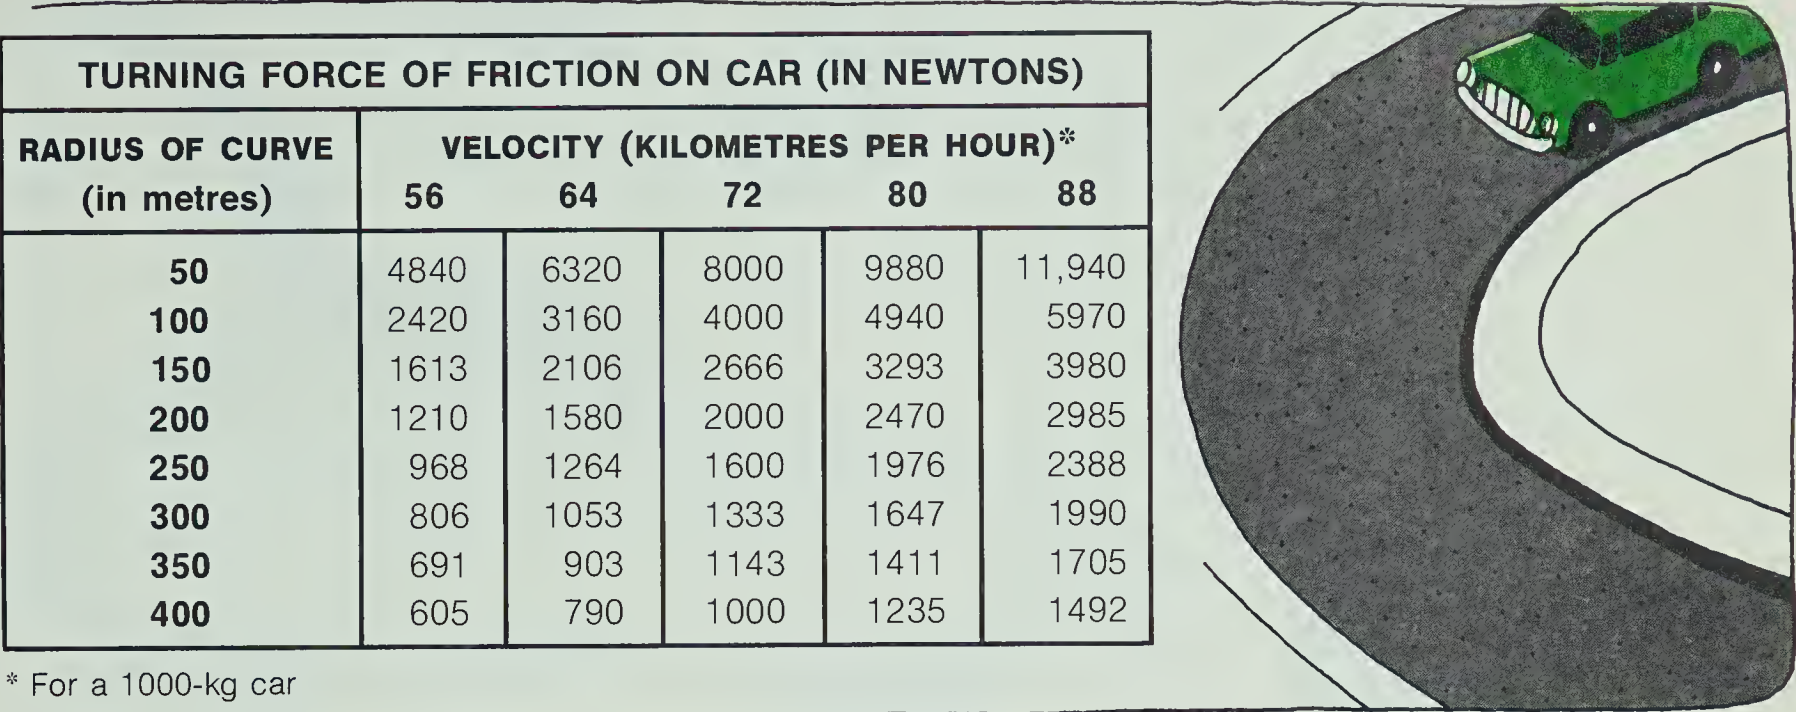 TURNING FORCE OF FRICTION ON CAR (IN NEWTONS)
RADIUS OF CURVE (in metres) VELOCITY (KILOMETRES PER HOUR)*
56 64 72 80 88
50 4840 6320 8000 9880 11,940
100 2420 3160 4000 4940 5970
150 1613 2106 2666 3293 3980
200 1210 1580 2000 2470 2985
250 968 1264 1600 1976 2388
300 806 1053 1333 1647 1990
350 691 903 1143 1411 1705
400 605 790 1000 1235 1492
* For a 1000-kg car